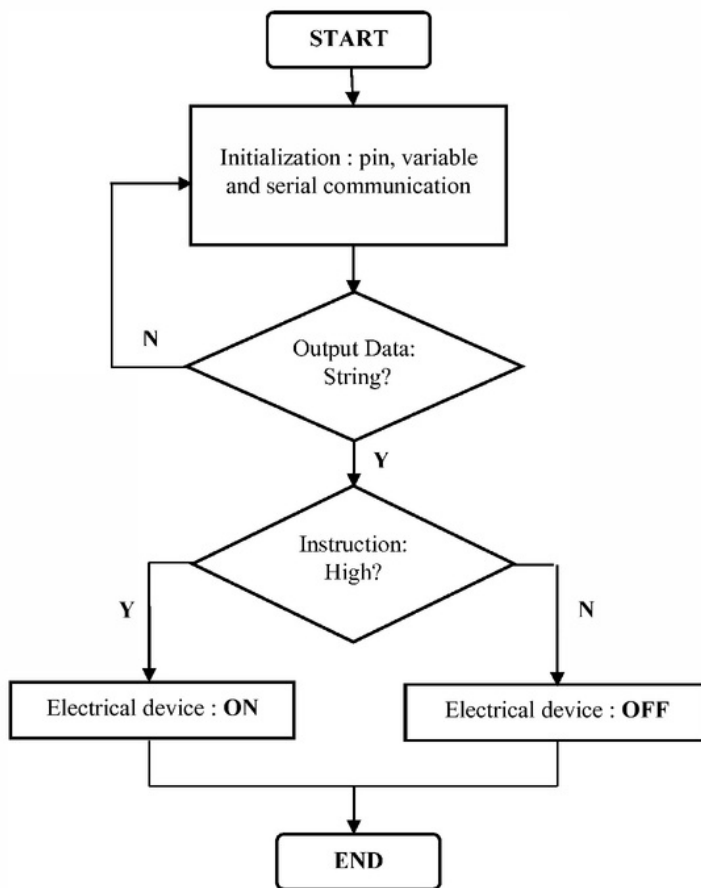 START
Initialization : pin, variable
and serial communication
N
Output Data:
String?
Y
Instruction:
High?
Y
N
Electrical device : ON
Electrical device : OFF
END